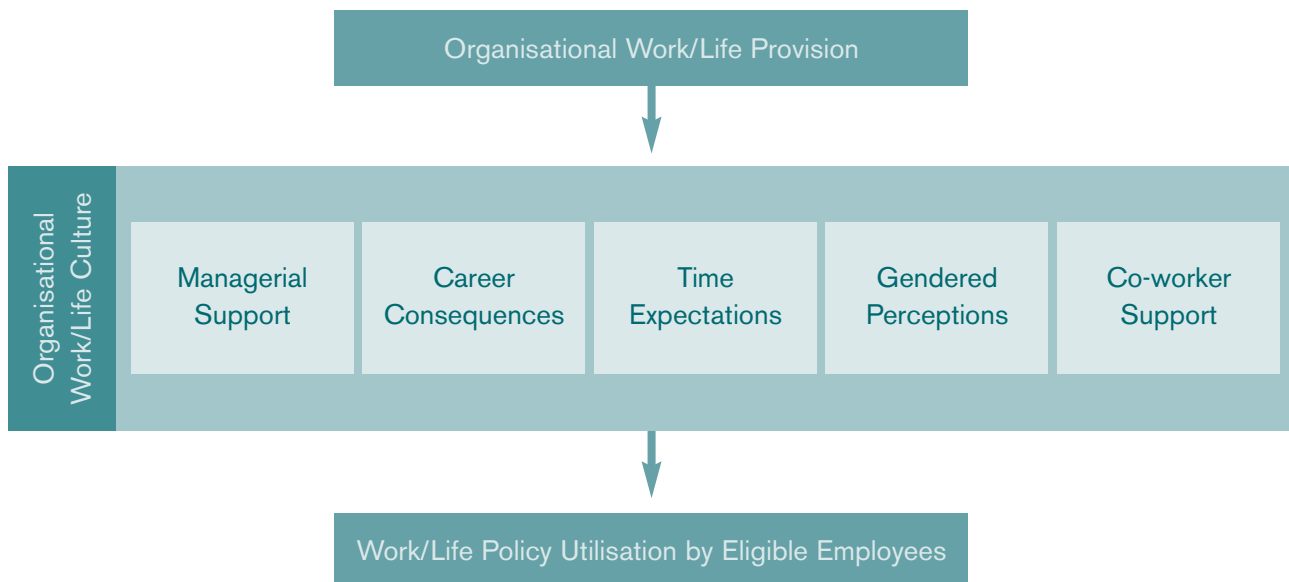 Organisational Work/Life Provision
Organisational
Work/Life Culture
Managerial
Support
Career
Consequences
Time
Expectations
Gendered
Perceptions
Co-worker
Support
Work/Life Policy Utilisation by Eligible Employees